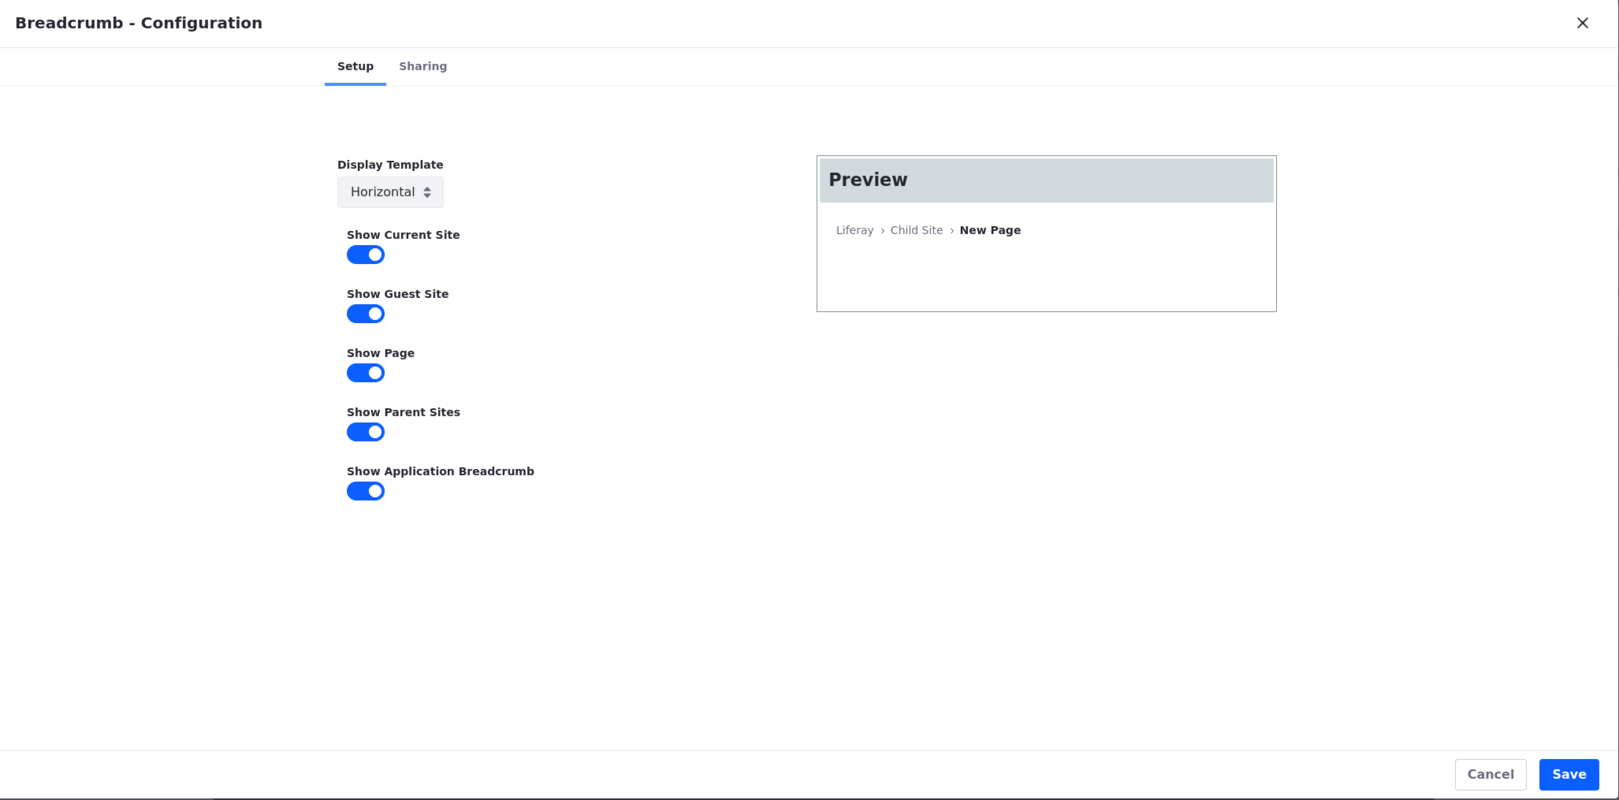 Breadcrumb - Configuration
Setup Sharing
Display Template
Horizontal
Show Current Site
Show Guest Site
Show Page
Show Parent Sites
Show Application Breadcrumb
Preview
Liferay › Child Site › New Page
Cancel Save